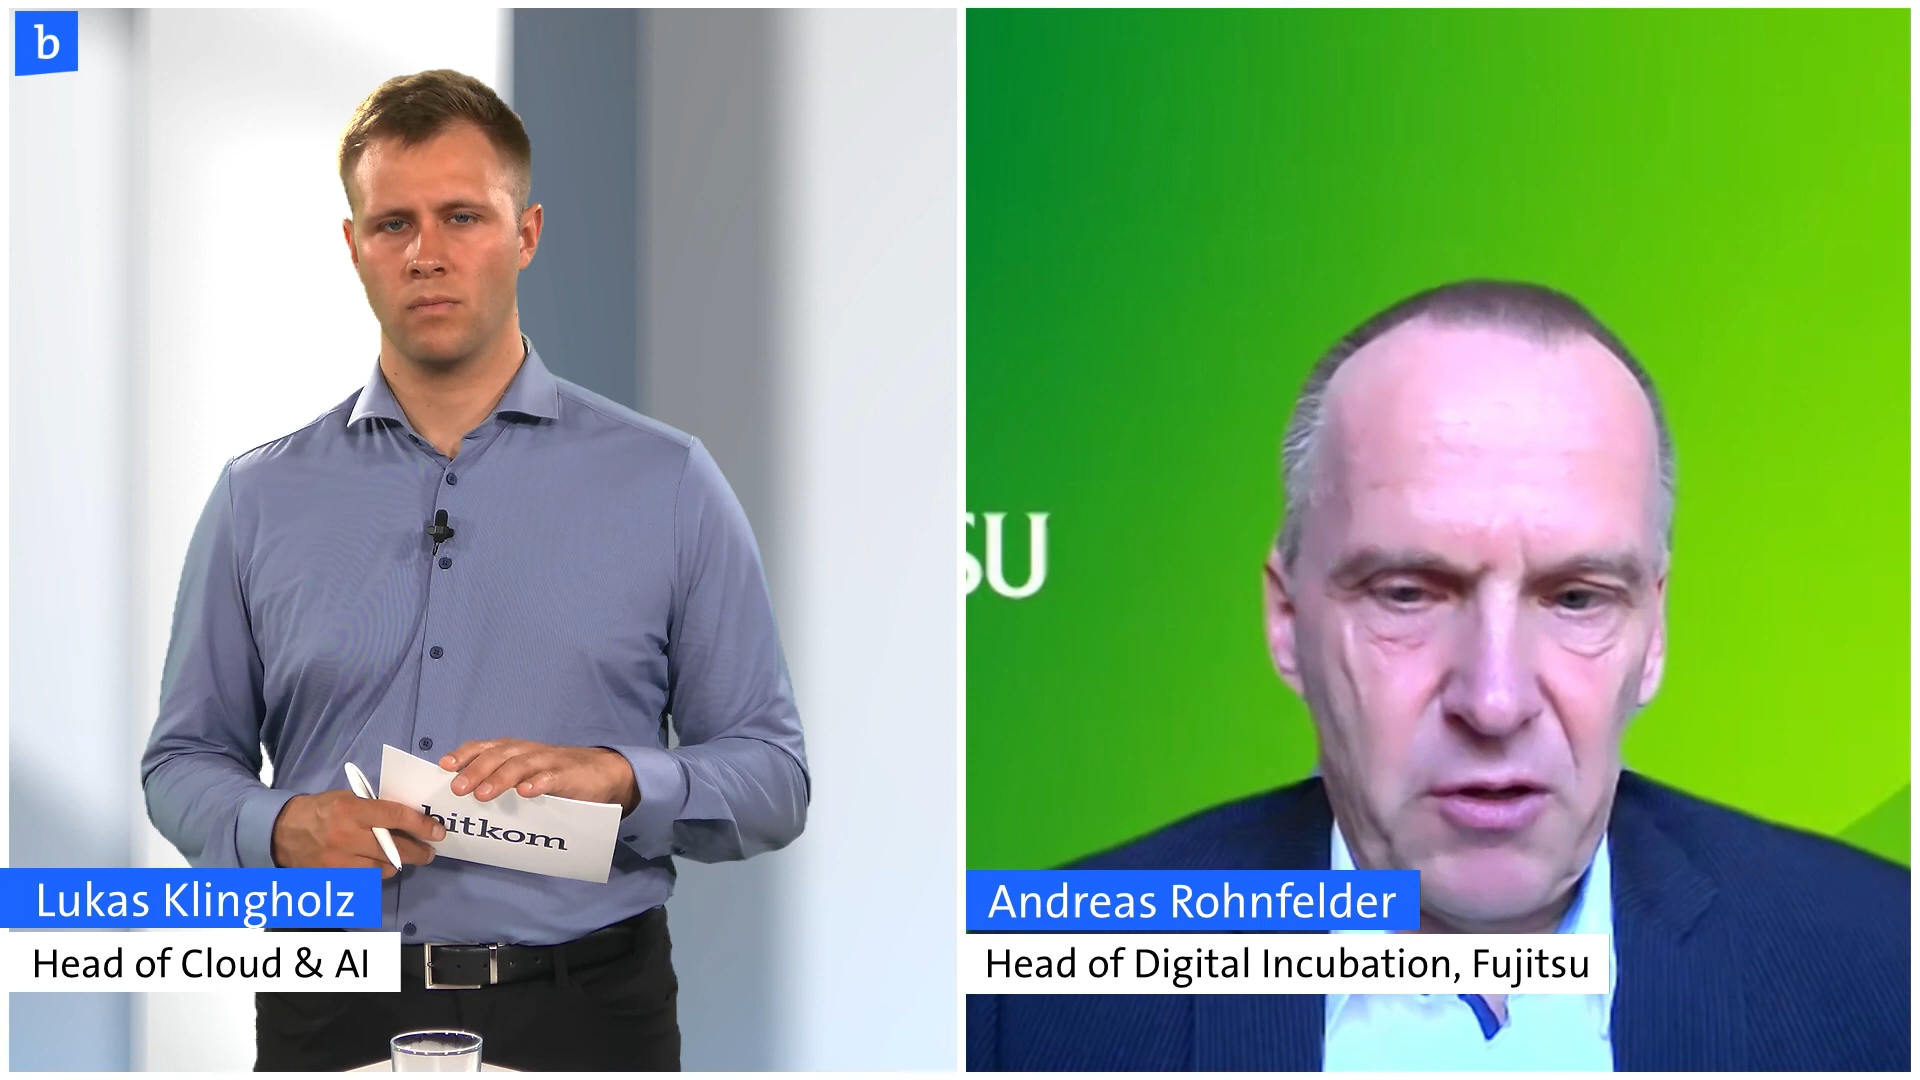 b
SU
bitkom
Lukas Klingholz
Head of Cloud & AI
Andreas Rohnfelder
Head of Digital Incubation, Fujitsu